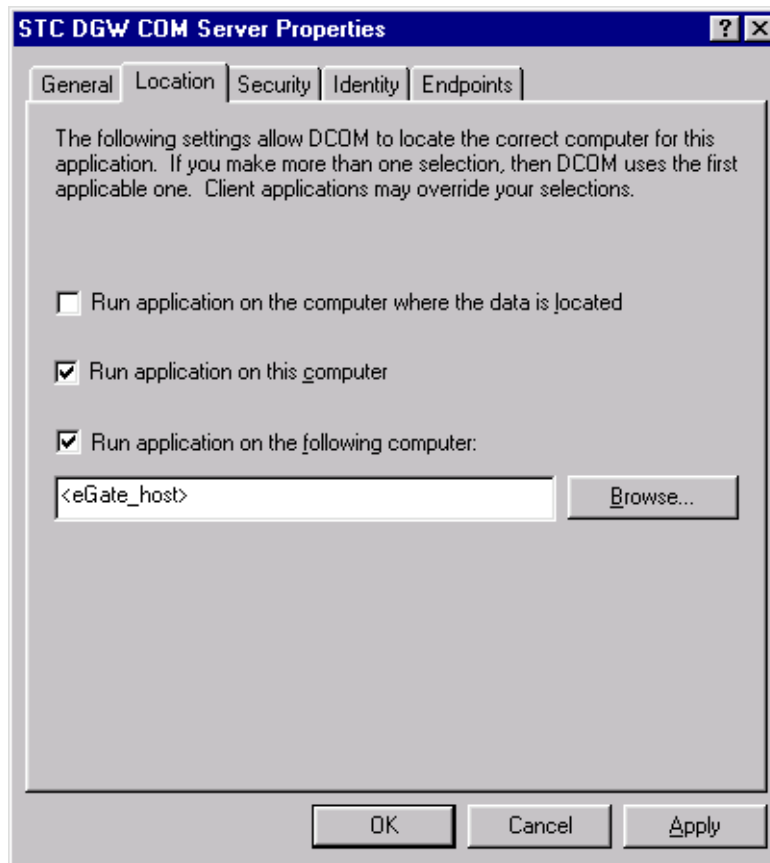 STC DGW COM Server Properties
General Location Security Identity Endpoints
The following settings allow DCOM to locate the correct computer for this
application.  If you make more than one selection, then DCOM uses the first
applicable one.  Client applications may override your selections.
Run application on the computer where the data is located
Run application on this computer
Run application on the following computer:
<eGate_host>
Browse...
OK Cancel Apply